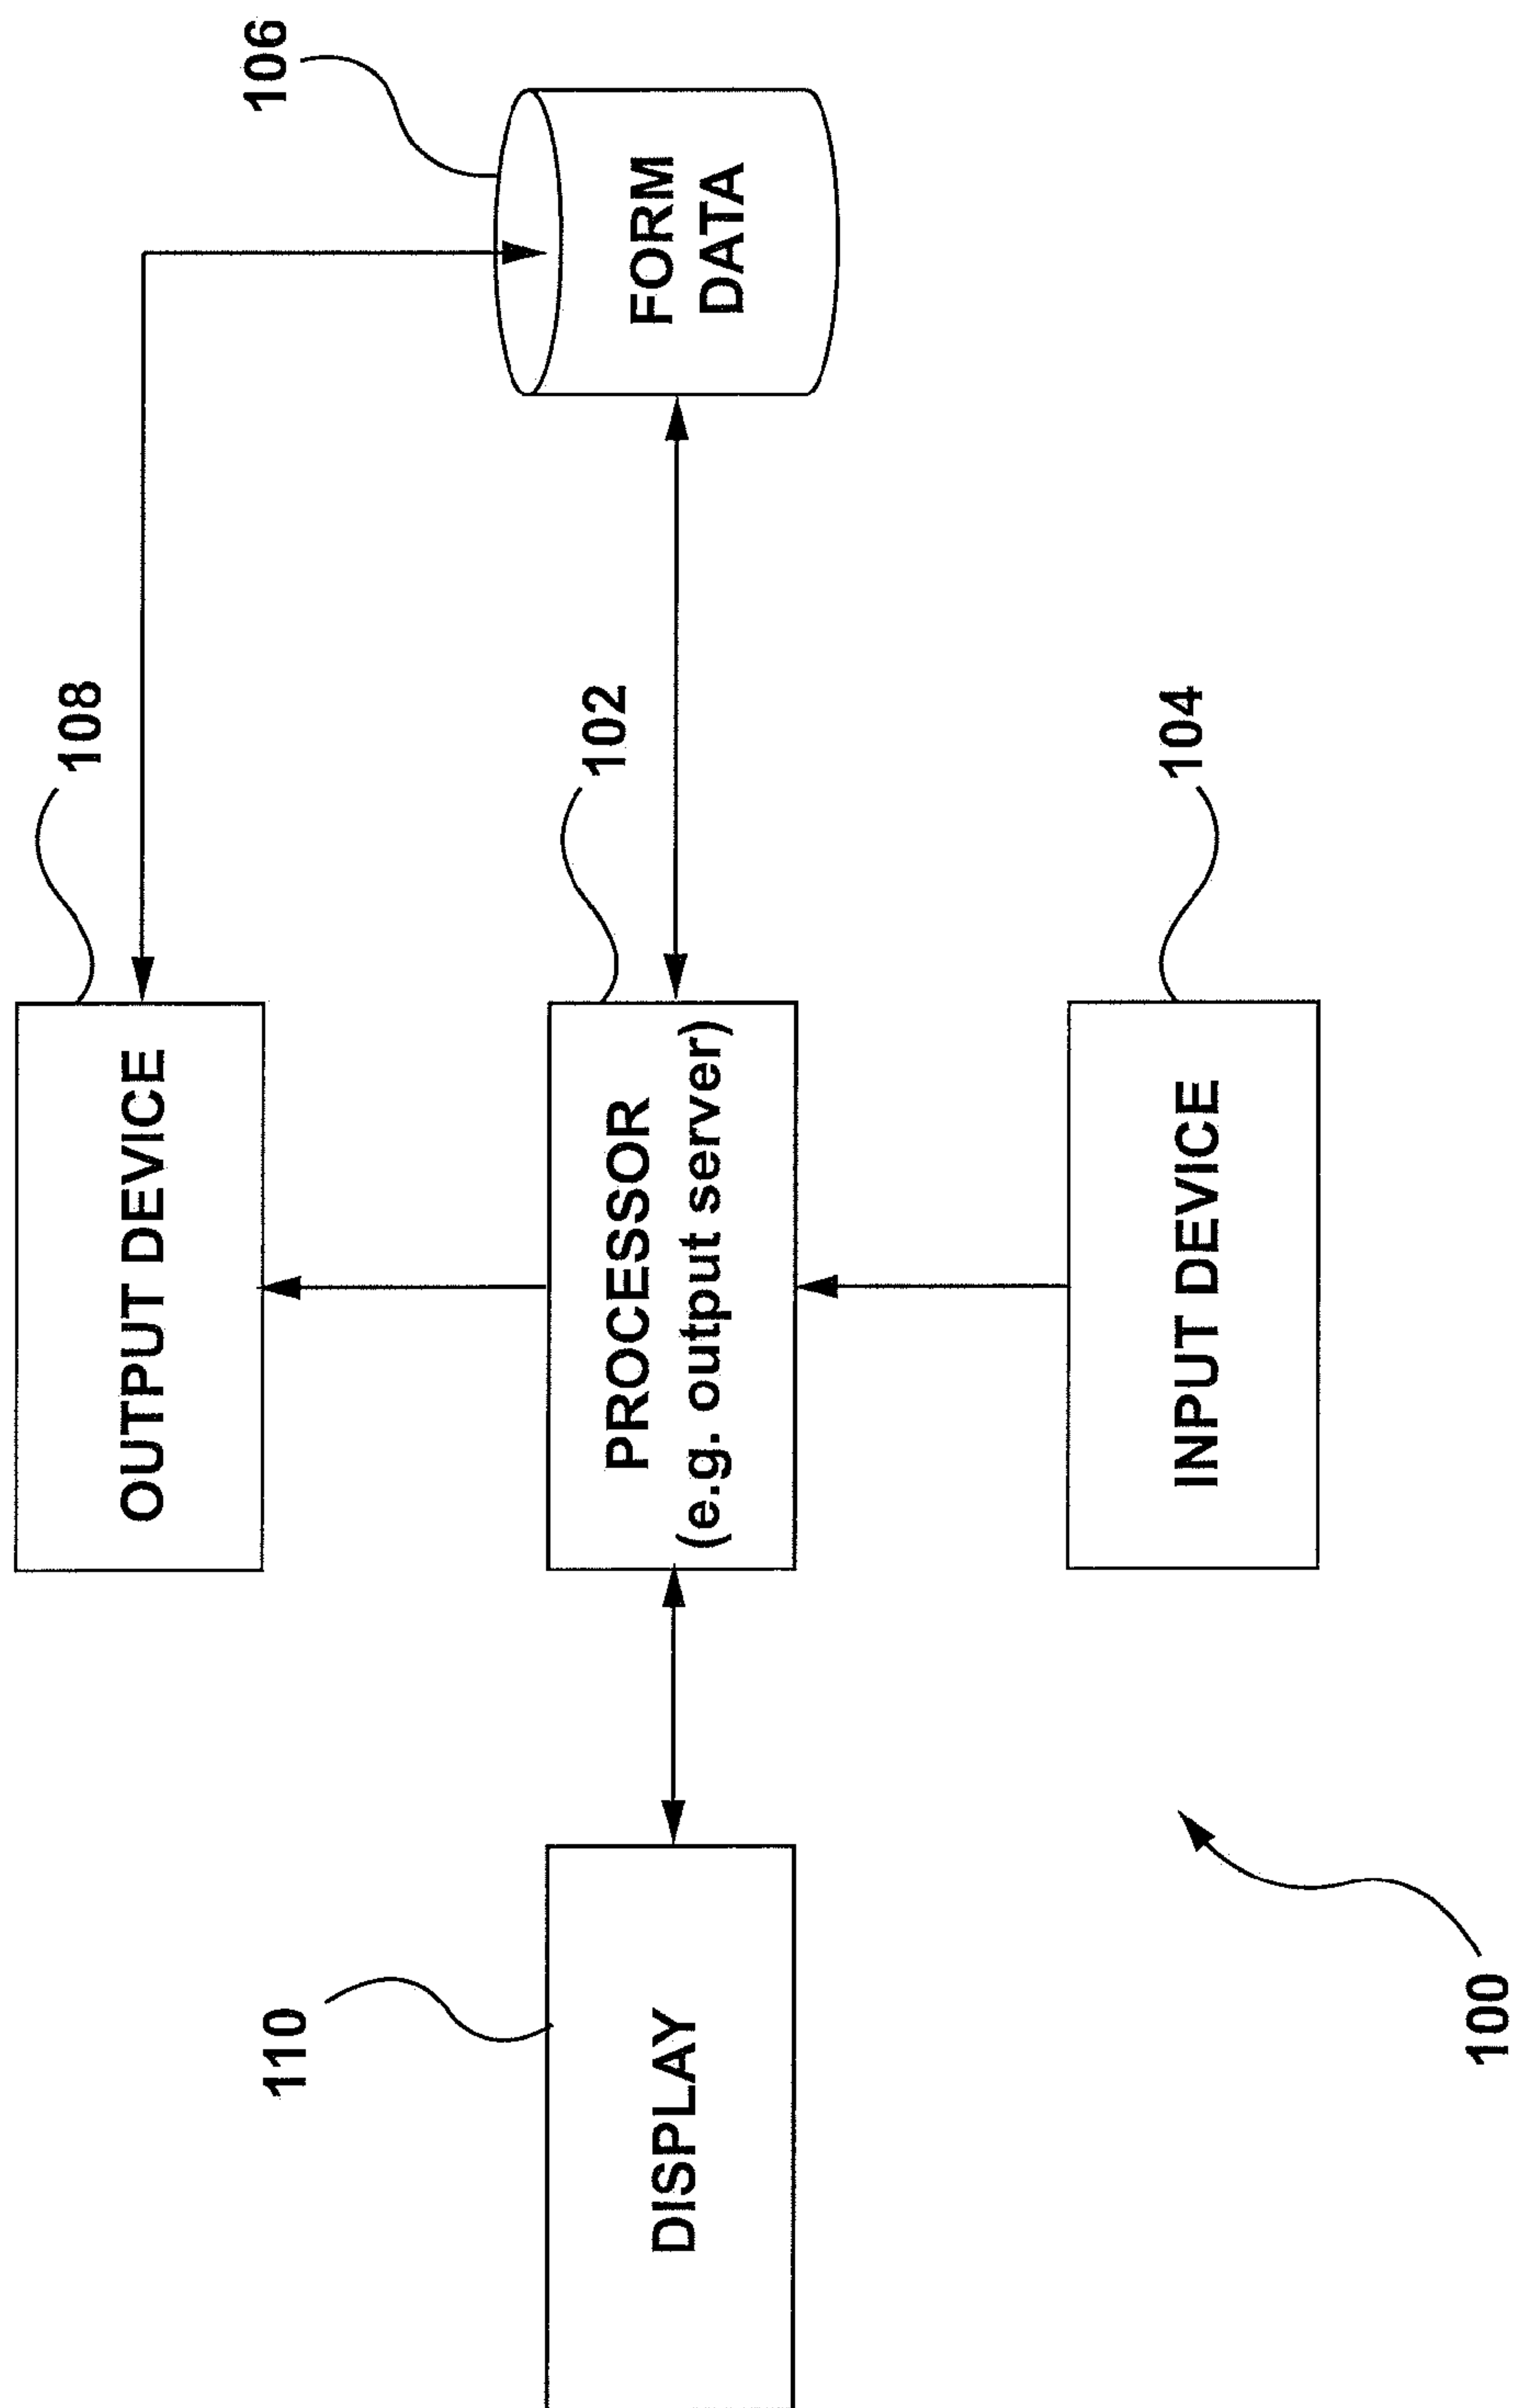 108
OUTPUT DEVICE
106
110
102
PROCESSOR
(e.g. output server)
DISPLAY
FORM
DATA
104
INPUT DEVICE
100